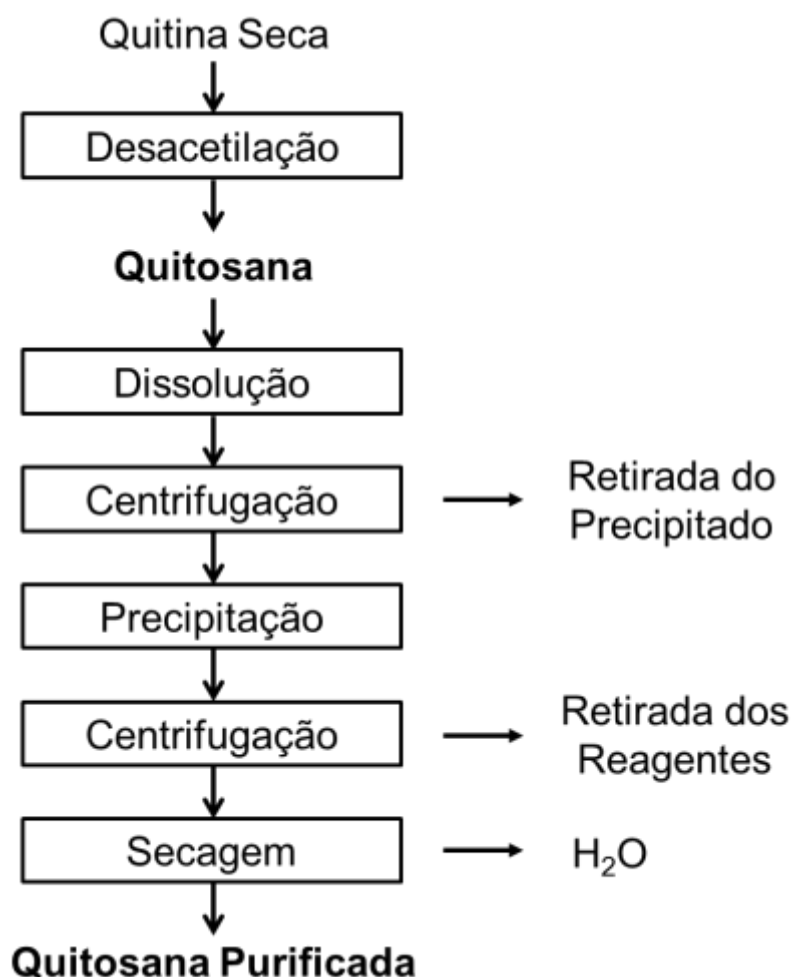 Quitina Seca
Desacetilação
Quitosana
Dissolução
Centrifugação
Retirada do
Precipitado
Precipitação
Centrifugação
Retirada dos
Reagentes
Secagem
H₂O
Quitosana Purificada